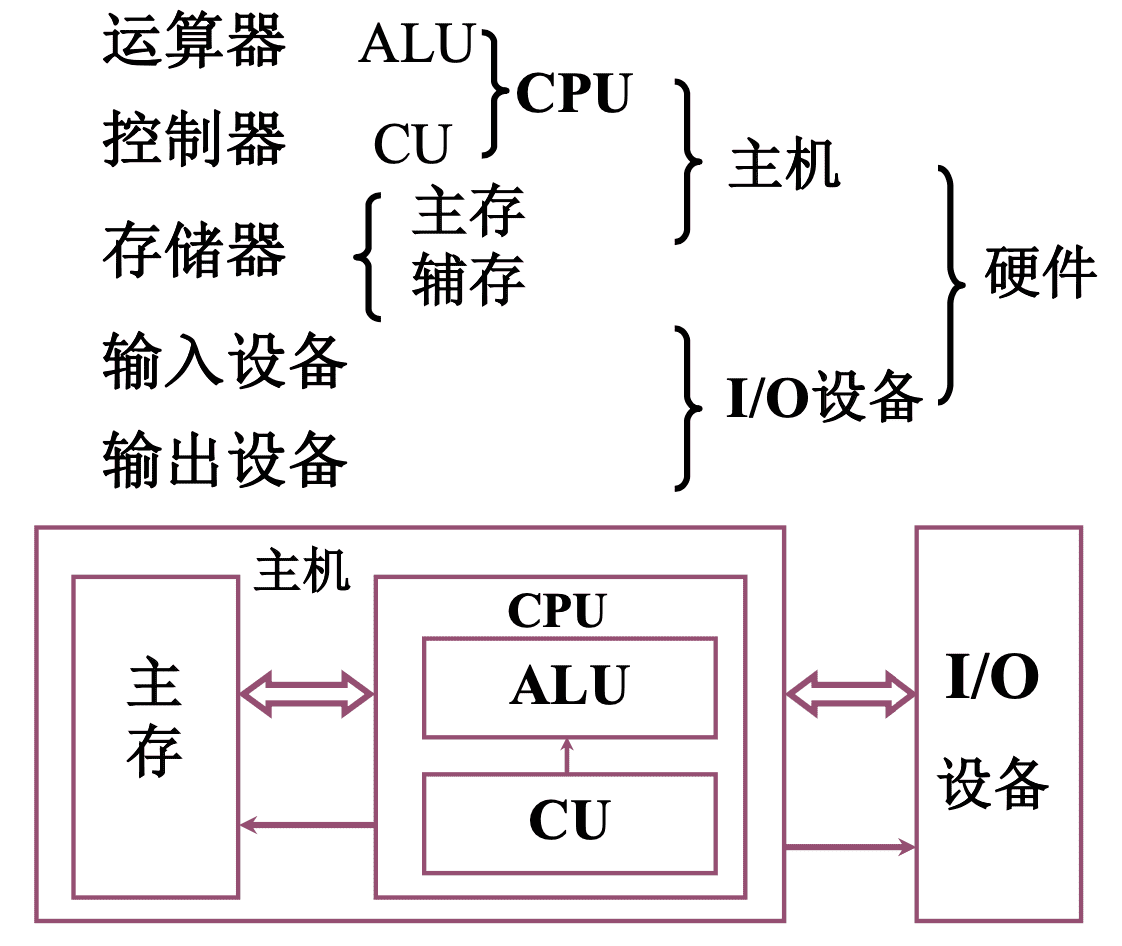 运算器 ALU
CPU
控制器 CU
主机
存储器 主存
辅存
硬件
输入设备
I/O设备
输出设备
主机
CPU
ALU
主存
CU
I/O
设备